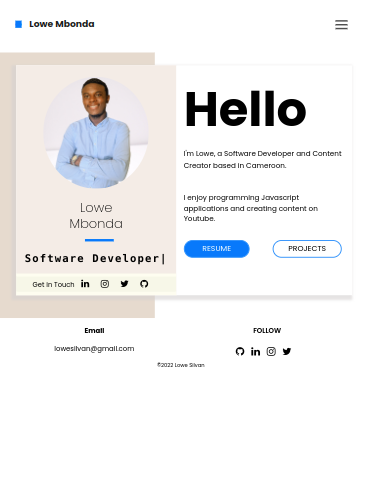 Lowe Mbonda
Lowe
Mbonda
Software Developer|
Get in Touch
Hello
I'm Lowe, a Software Developer and Content
Creator based in Cameroon.
I enjoy programming Javascript
applications and creating content on
Youtube.
RESUME
PROJECTS
Email
lowesilvan@gmail.com
FOLLOW
©2022 Lowe Silvan